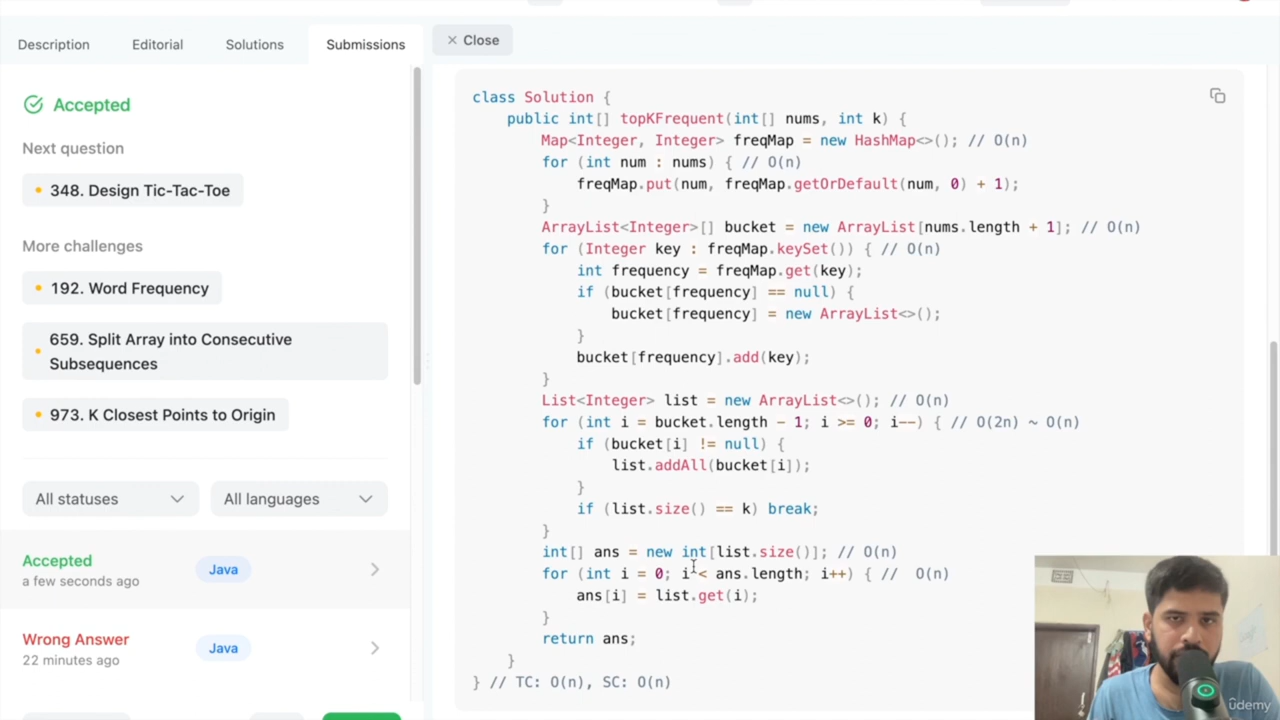 Description
Editorial
Solutions
Submissions
Close
Accepted
Next question
348. Design Tic-Tac-Toe
More challenges
192. Word Frequency
659. Split Array into Consecutive
Subsequences
973. K Closest Points to Origin
All statuses
All languages
Accepted
a few seconds ago
Java
Wrong Answer
22 minutes ago
Java
class Solution {
    public int[] topKFrequent(int[] nums, int k) {
        Map<Integer, Integer> freqMap = new HashMap<>(); // O(n)
        for (int num : nums) { // O(n)
            freqMap.put(num, freqMap.getOrDefault(num, 0) + 1);
        }
        ArrayList<Integer>[] bucket = new ArrayList[nums.length + 1]; // O(n)
        for (Integer key : freqMap.keySet()) { // O(n)
            int frequency = freqMap.get(key);
            if (bucket[frequency] == null) {
                bucket[frequency] = new ArrayList<>();
            }
            bucket[frequency].add(key);
        }
        List<Integer> list = new ArrayList<>(); // O(n)
        for (int i = bucket.length - 1; i >= 0; i--) { // O(2n) ~ O(n)
            if (bucket[i] != null) {
                list.addAll(bucket[i]);
            }
            if (list.size() == k) break;
        }
        int[] ans = new int[list.size()]; // O(n)
        for (int i = 0; i < ans.length; i++) { //  O(n)
            ans[i] = list.get(i);
        }
        return ans;
    }
} // TC: O(n), SC: O(n)
ûdemy